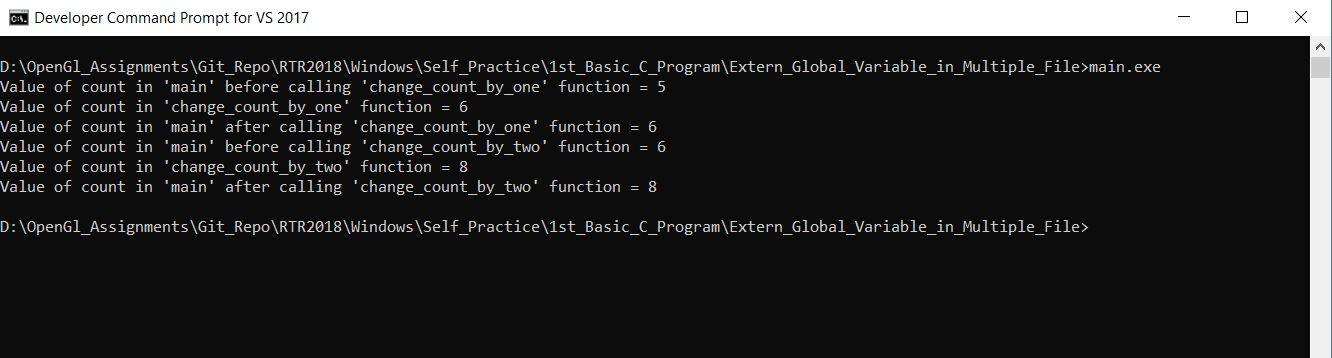 Developer Command Prompt for VS 2017
D:\OpenGl_Assignments\Git_Repo\RTR2018\Windows\Self_Practice\1st_Basic_C_Program\Extern_Global_Variable_in_Multiple_File>main.exe
Value of count in 'main' before calling 'change_count_by_one' function = 5
Value of count in 'change_count_by_one' function = 6
Value of count in 'main' after calling 'change_count_by_one' function = 6
Value of count in 'main' before calling 'change_count_by_two' function = 6
Value of count in 'change_count_by_two' function = 8
Value of count in 'main' after calling 'change_count_by_two' function = 8
D:\OpenGl_Assignments\Git_Repo\RTR2018\Windows\Self_Practice\1st_Basic_C_Program\Extern_Global_Variable_in_Multiple_File>